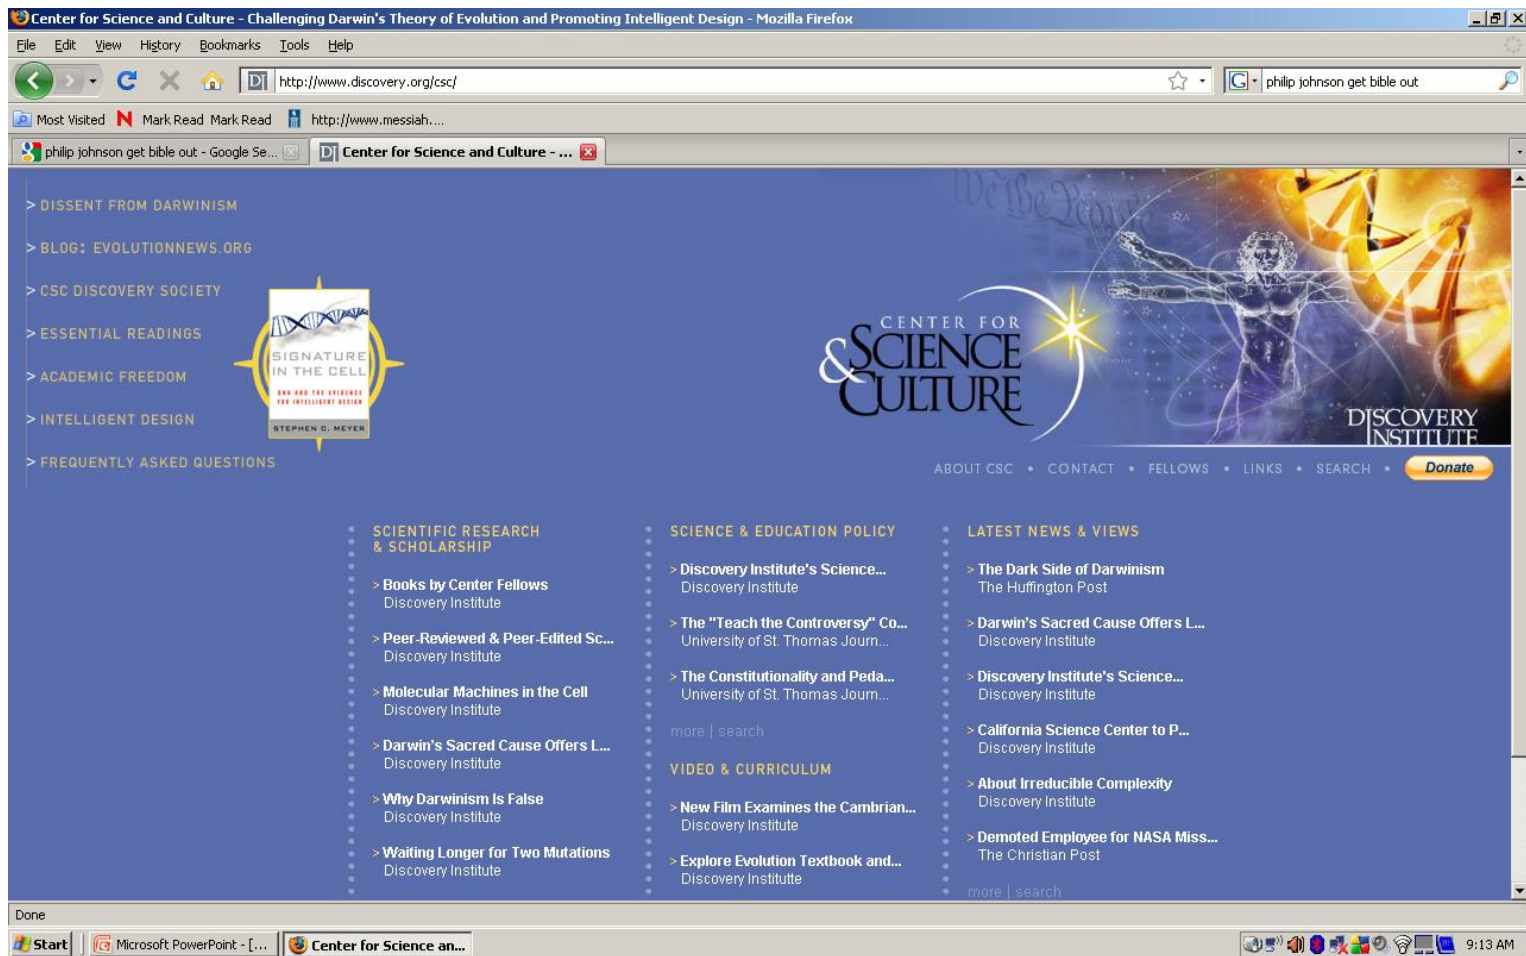 Center for Science and Culture - Challenging Darwin's Theory of Evolution and Promoting Intelligent Design - Mozilla Firefox
File Edit View History Bookmarks Tools Help
http://www.discovery.org/csc/
philip johnson get bible out
Most Visited Mark Read Mark Read http://www.messiah....
philip johnson get bible out - Google Se...
Center for Science and Culture - ...
> DISSENT FROM DARWINISM
> BLOG: EVOLUTIONNEWS.ORG
> CSC DISCOVERY SOCIETY
> ESSENTIAL READINGS
> ACADEMIC FREEDOM
> INTELLIGENT DESIGN
> FREQUENTLY ASKED QUESTIONS
SIGNATURE
IN THE CELL
DNA AND THE EVIDENCE
FOR INTELLIGENT DESIGN
STEPHEN C. MEYER
We The People
CENTER FOR
SCIENCE
& CULTURE
DISCOVERY
INSTITUTE
ABOUT CSC • CONTACT • FELLOWS • LINKS • SEARCH • Donate
SCIENTIFIC RESEARCH
& SCHOLARSHIP
> Books by Center Fellows
Discovery Institute
> Peer-Reviewed & Peer-Edited Sc...
Discovery Institute
> Molecular Machines in the Cell
Discovery Institute
> Darwin's Sacred Cause Offers L...
Discovery Institute
> Why Darwinism Is False
Discovery Institute
> Waiting Longer for Two Mutations
Discovery Institute
SCIENCE & EDUCATION POLICY
> Discovery Institute's Science...
Discovery Institute
> The "Teach the Controversy" Co...
University of St. Thomas Journ...
> The Constitutionality and Peda...
University of St. Thomas Journ...
more | search
VIDEO & CURRICULUM
> New Film Examines the Cambrian...
Discovery Institute
> Explore Evolution Textbook and...
Discovery Institutte
LATEST NEWS & VIEWS
> The Dark Side of Darwinism
The Huffington Post
> Darwin's Sacred Cause Offers L...
Discovery Institute
> Discovery Institute's Science...
Discovery Institute
> California Science Center to P...
Discovery Institute
> About Irreducible Complexity
Discovery Institute
> Demoted Employee for NASA Miss...
The Christian Post
more | search
Done
Start Microsoft PowerPoint - [... Center for Science an... 9:13 AM